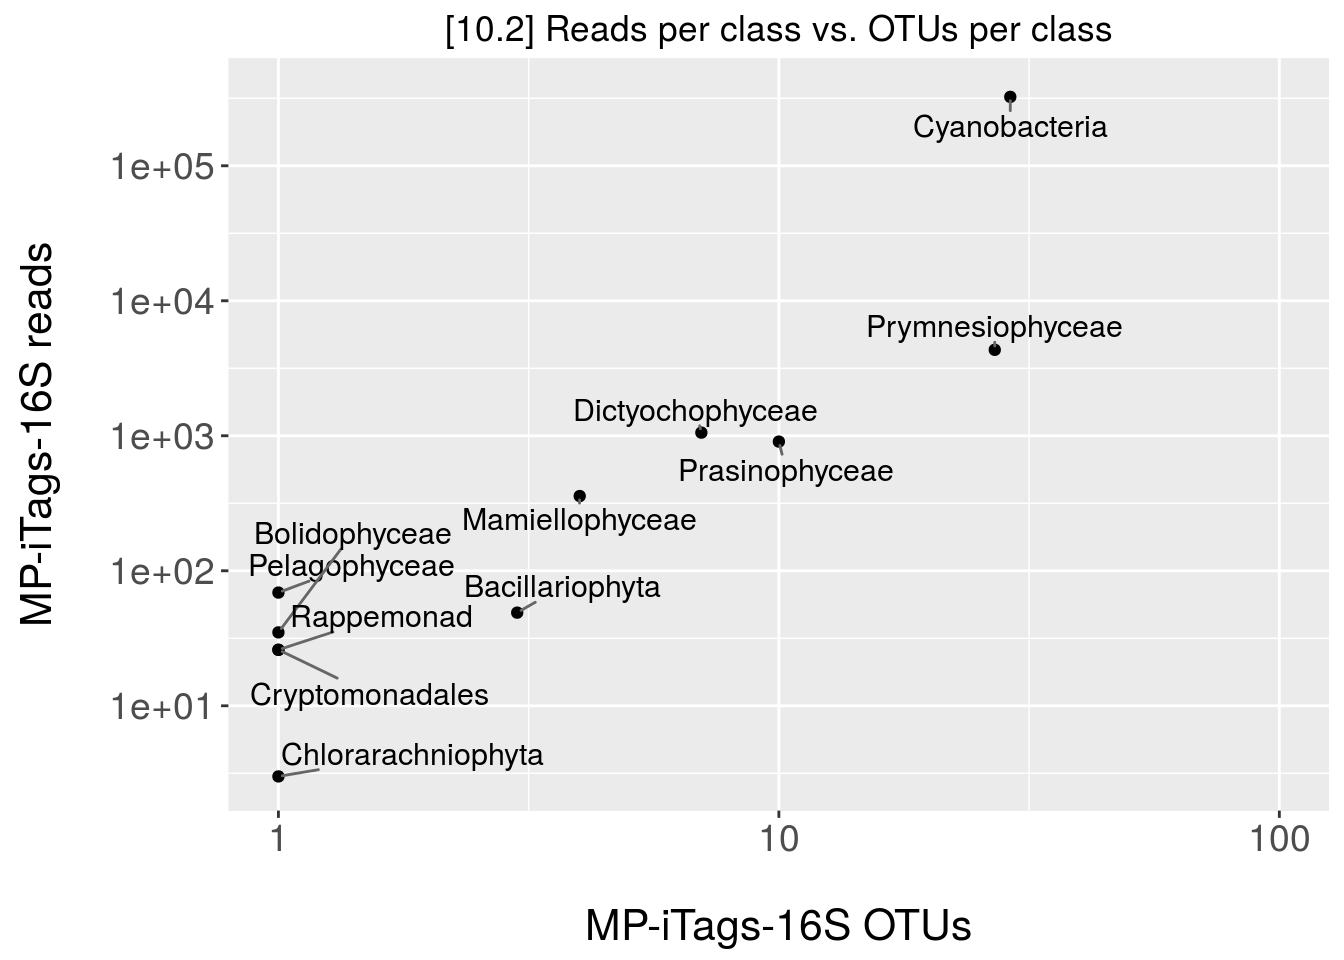 [10.2] Reads per class vs. OTUs per class
Cyanobacteria
1e+05
1e+04
Prymnesiophyceae
Dictyochophyceae
1e+03
Prasinophyceae
Mamiellophyceae
Bolidophyceae
Pelagophyceae
1e+02
Bacillariophyta
Rappemonad
Cryptomonadales
1e+01
Chlorarachniophyta
MP-iTags-16S reads
1 10 100
MP-iTags-16S OTUs